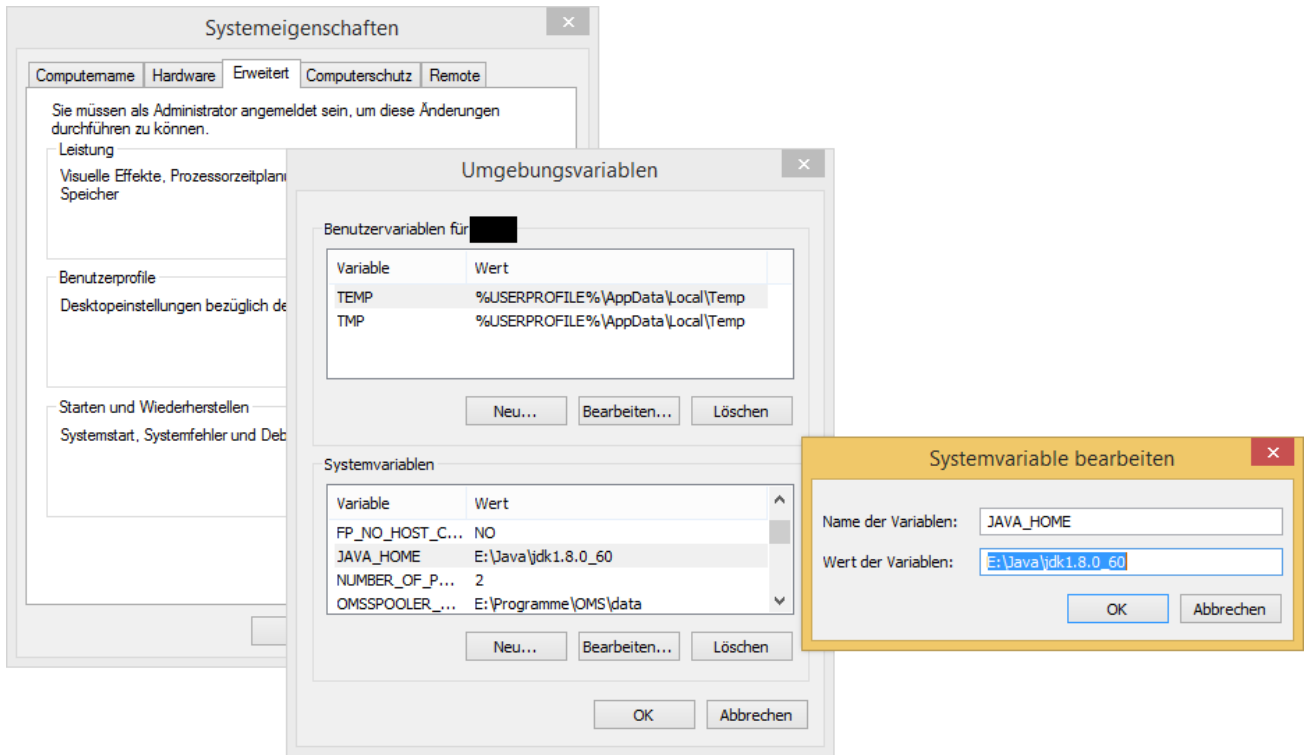 Systemeigenschaften
Computername Hardware Erweitert Computerschutz Remote
Sie müssen als Administrator angemeldet sein, um diese Änderungen
durchführen zu können.
Leistung
Visuelle Effekte, Prozessorzeitplanu
Speicher
Benutzerprofile
Desktopeinstellungen bezüglich de
Starten und Wiederherstellen
Systemstart, Systemfehler und Deb
Umgebungsvariablen
Benutzervariablen für
Variable Wert
TEMP %USERPROFILE%\AppData\Local\Temp
TMP %USERPROFILE%\AppData\Local\Temp
Neu... Bearbeiten... Löschen
Systemvariablen
Variable Wert
FP_NO_HOST_C... NO
JAVA_HOME E:\Java\jdk1.8.0_60
NUMBER_OF_P... 2
OMSSPOOLER_... E:\Programme\OMS\data
Neu... Bearbeiten... Löschen
OK Abbrechen
Systemvariable bearbeiten
Name der Variablen: JAVA_HOME
Wert der Variablen: E:\Java\jdk1.8.0_60
OK Abbrechen